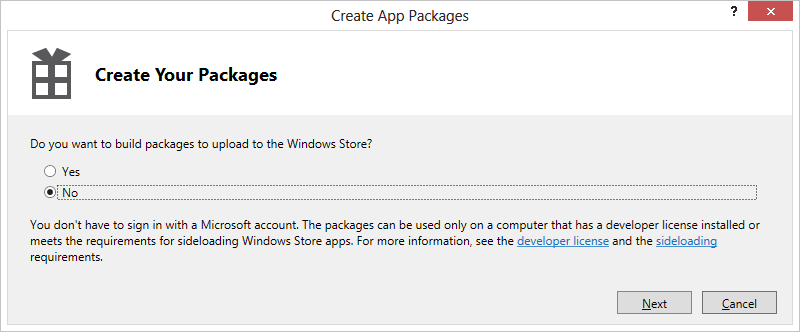 Create App Packages
?
Create Your Packages
Do you want to build packages to upload to the Windows Store?
Yes
No
You don't have to sign in with a Microsoft account. The packages can be used only on a computer that has a developer license installed or
meets the requirements for sideloading Windows Store apps. For more information, see the developer license and the sideloading
requirements.
Next
Cancel